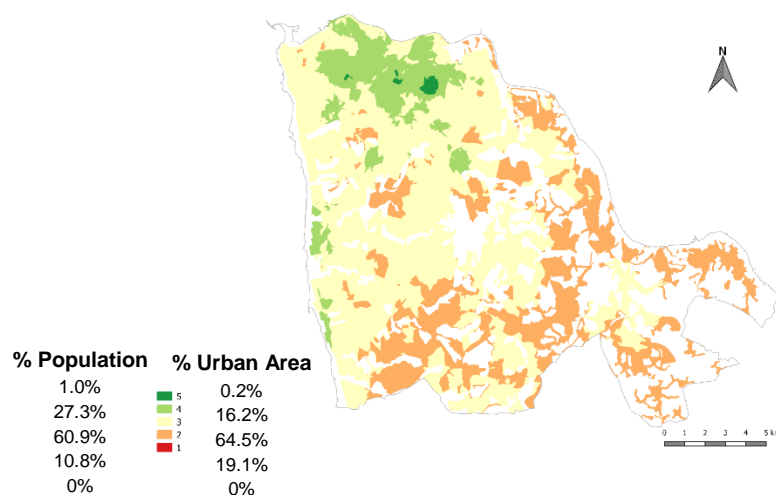 N
% Population % Urban Area
1.0% 5 0.2%
27.3% 4 16.2%
60.9% 3 64.5%
10.8% 2 19.1%
0% 1 0%
0 1 2 3 4 5